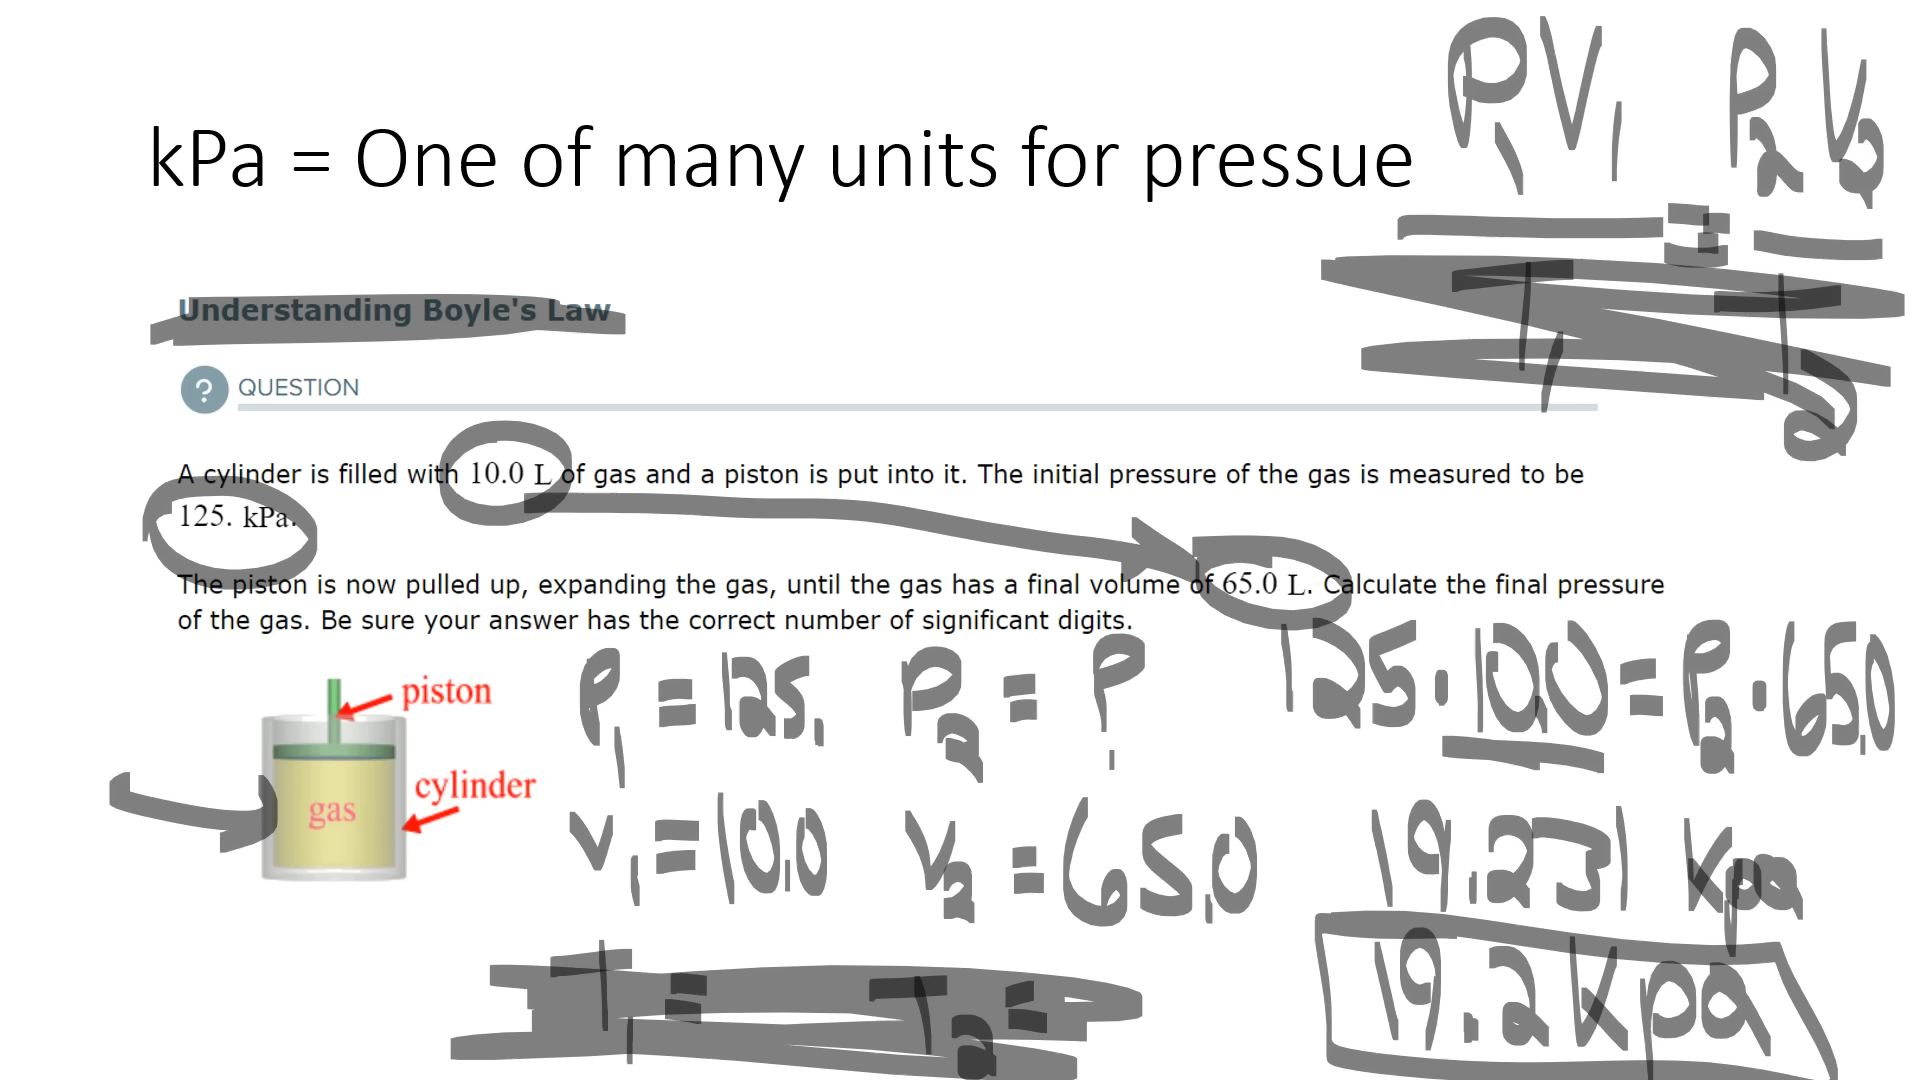 kPa = One of many units for pressue
P₁V₁ = P₂V₂
T₁ T₂
Understanding Boyle's Law
? QUESTION
A cylinder is filled with 10.0 L of gas and a piston is put into it. The initial pressure of the gas is measured to be
125. kPa.
The piston is now pulled up, expanding the gas, until the gas has a final volume of 65.0 L. Calculate the final pressure
of the gas. Be sure your answer has the correct number of significant digits.
piston
cylinder
gas
P₁ = 125. P₂ = ?
V₁ = 10.0 V₂ = 65.0
T₁ = T₂ =
125 · 10.0 = P₂ · 65.0
19.231 kpa
19.2 kpa